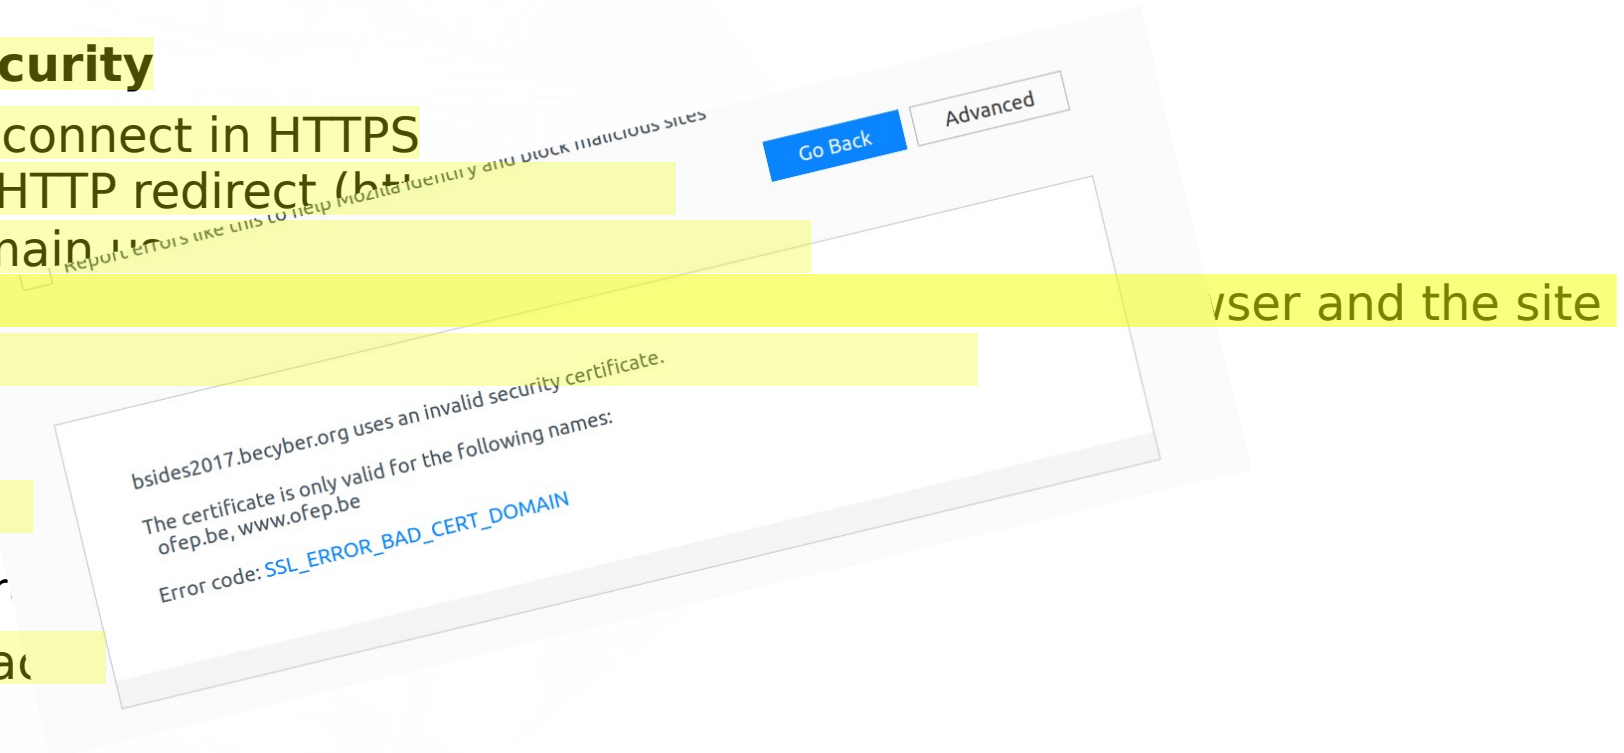 curity
connect in HTTPS
HTTP redirect
Report errors like this to help Mozilla identify and block malicious sites
Go Back
Advanced
wser and the site
bsides2017.becyber.org uses an invalid security certificate.
The certificate is only valid for the following names:
ofep.be, www.ofep.be
Error code: SSL_ERROR_BAD_CERT_DOMAIN